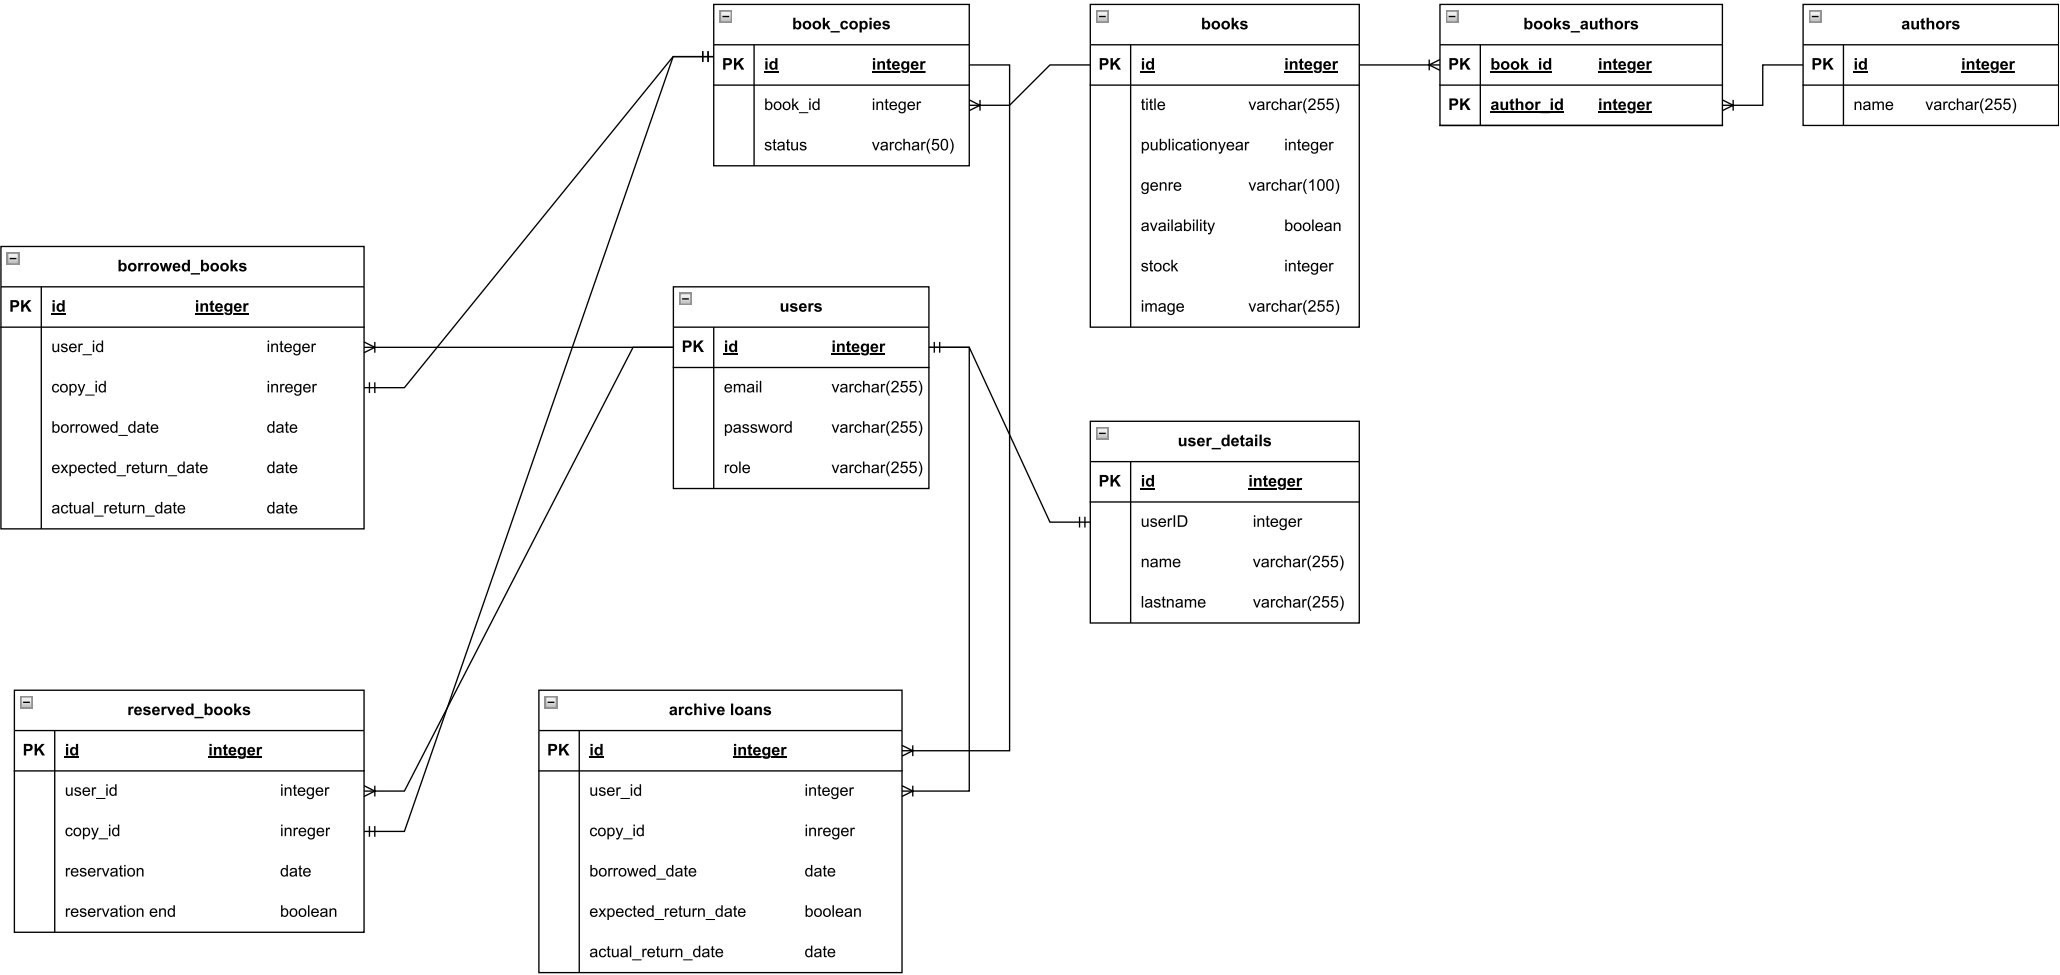 book_copies
PK id integer
book_id integer
status varchar(50)
books
PK id integer
title varchar(255)
publicationyear integer
genre varchar(100)
availability boolean
stock integer
image varchar(255)
books_authors
PK book_id integer
PK author_id integer
authors
PK id integer
name varchar(255)
borrowed_books
PK id integer
user_id integer
copy_id inreger
borrowed_date date
expected_return_date date
actual_return_date date
users
PK id integer
email varchar(255)
password varchar(255)
role varchar(255)
user_details
PK id integer
userID integer
name varchar(255)
lastname varchar(255)
reserved_books
PK id integer
user_id integer
copy_id inreger
reservation date
reservation end boolean
archive loans
PK id integer
user_id integer
copy_id inreger
borrowed_date date
expected_return_date boolean
actual_return_date date